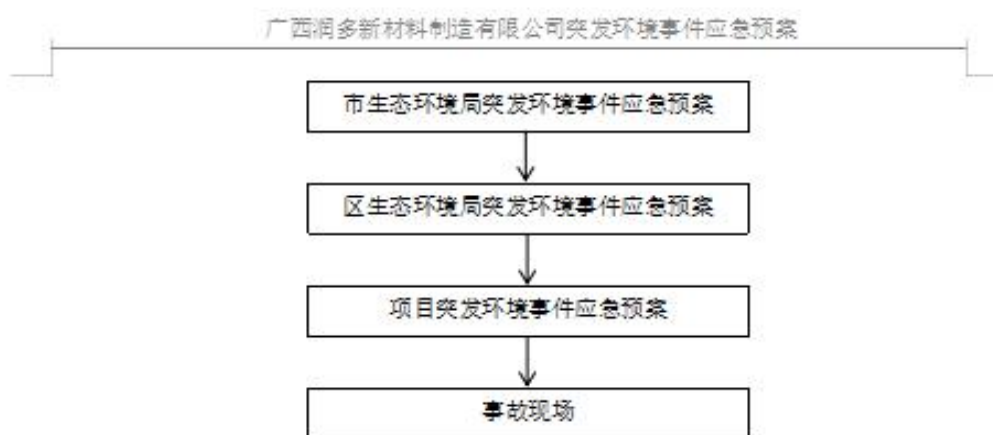 广西润多新材料制造有限公司突发环境事件应急预案
市生态环境局突发环境事件应急预案
区生态环境局突发环境事件应急预案
项目突发环境事件应急预案
事故现场